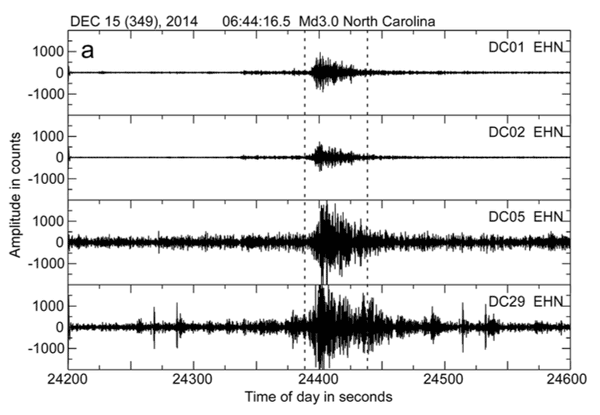 DEC 15 (349), 2014 06:44:16.5 Md3.0 North Carolina
a
DC01 EHN
1000
0
-1000
DC02 EHN
1000
0
-1000
Amplitude in counts
DC05 EHN
1000
0
-1000
DC29 EHN
1000
0
-1000
24200 24300 24400 24500 24600
Time of day in seconds